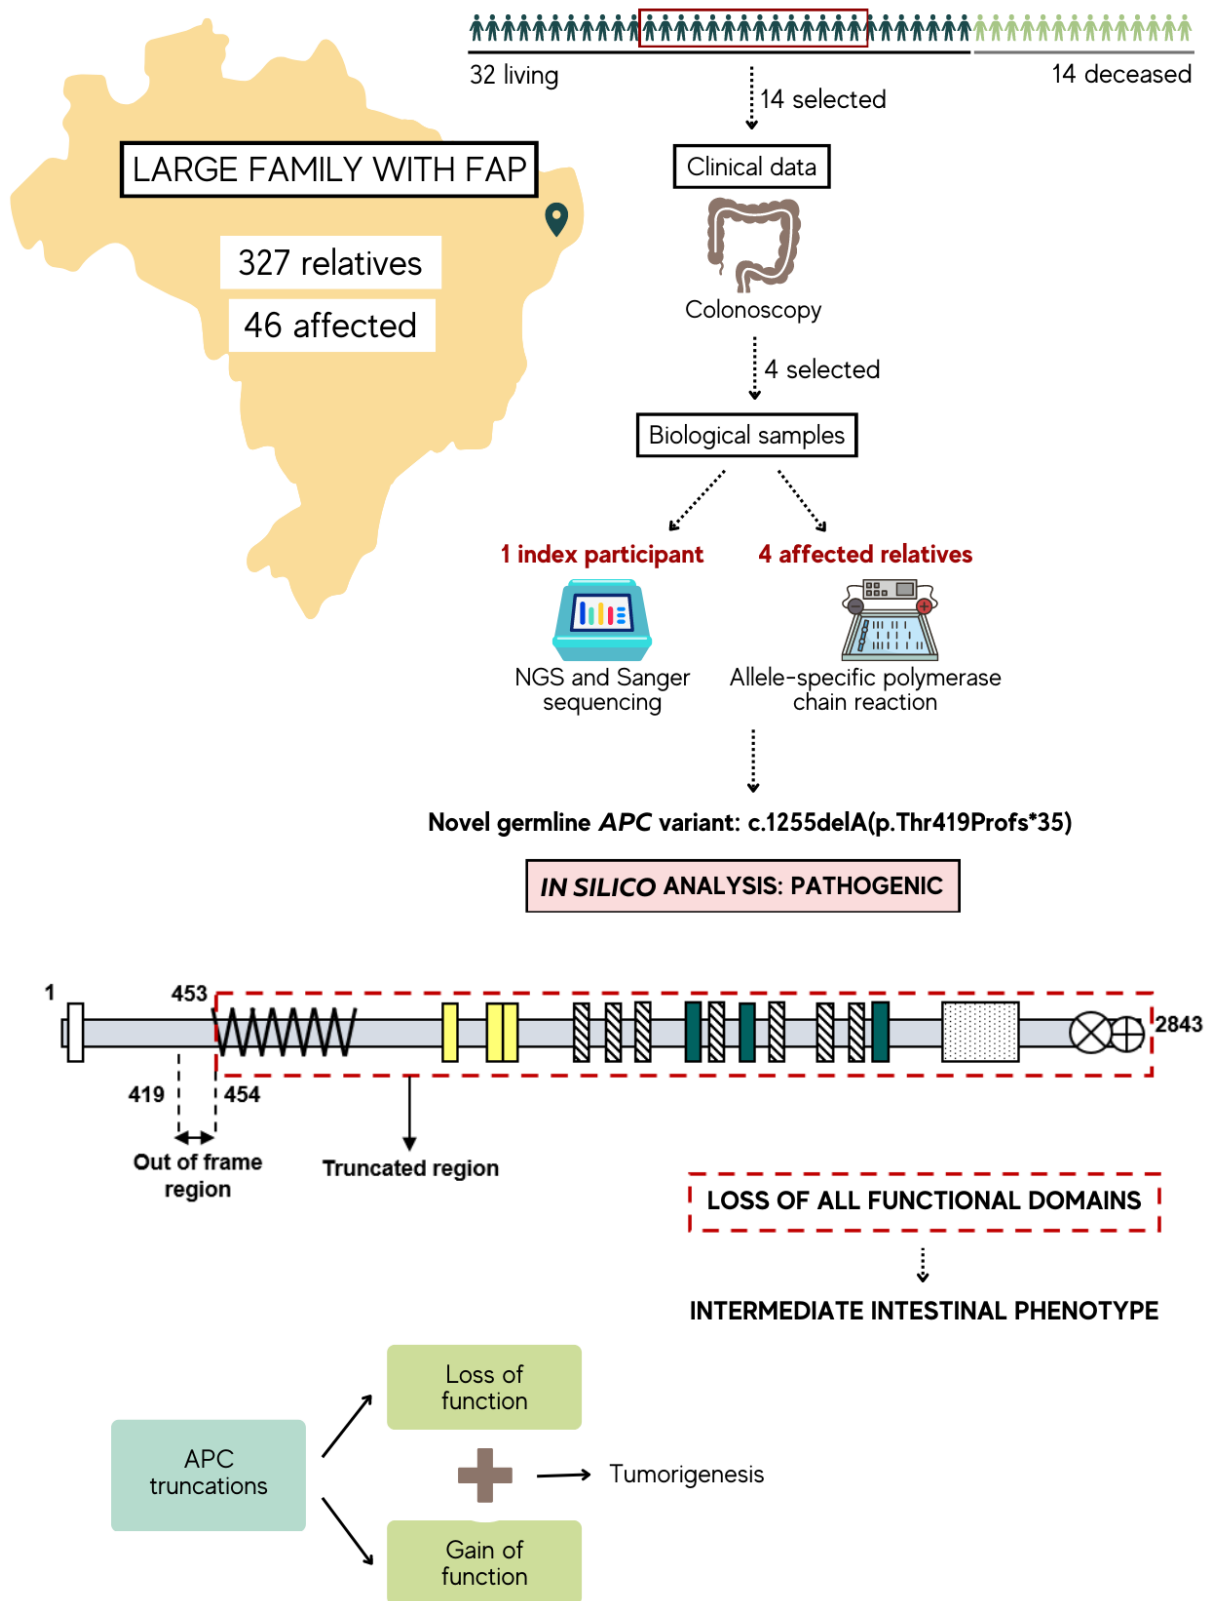 32 living
14 deceased
14 selected
LARGE FAMILY WITH FAP
327 relatives
46 affected
Clinical data
Colonoscopy
4 selected
Biological samples
1 index participant
4 affected relatives
NGS and Sanger
sequencing
Allele-specific polymerase
chain reaction
Novel germline APC variant: c.1255delA(p.Thr419Profs*35)
IN SILICO ANALYSIS: PATHOGENIC
1
453
2843
419
454
Out of frame
region
Truncated region
LOSS OF ALL FUNCTIONAL DOMAINS
INTERMEDIATE INTESTINAL PHENOTYPE
Loss of
function
APC
truncations
Tumorigenesis
Gain of
function